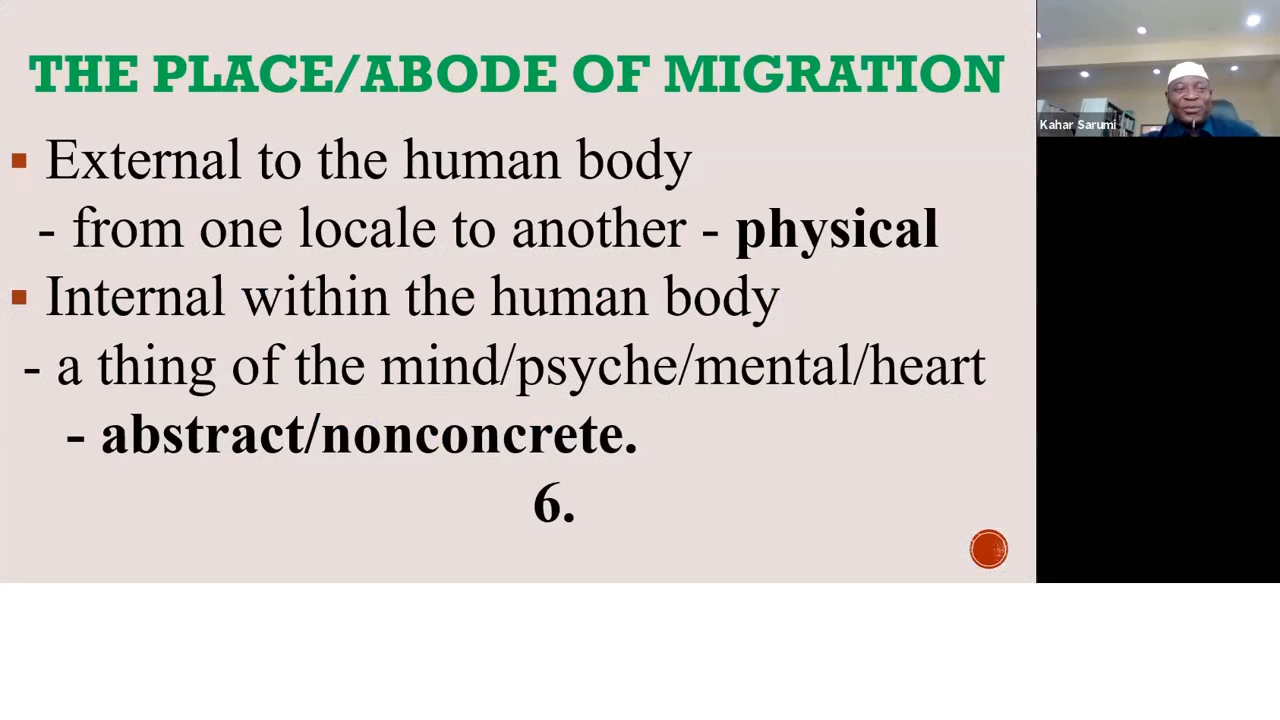 THE PLACE/ABODE OF MIGRATION
▪ External to the human body
- from one locale to another - physical
▪ Internal within the human body
- a thing of the mind/psyche/mental/heart
- abstract/nonconcrete.
6.
Kahar Sarumi